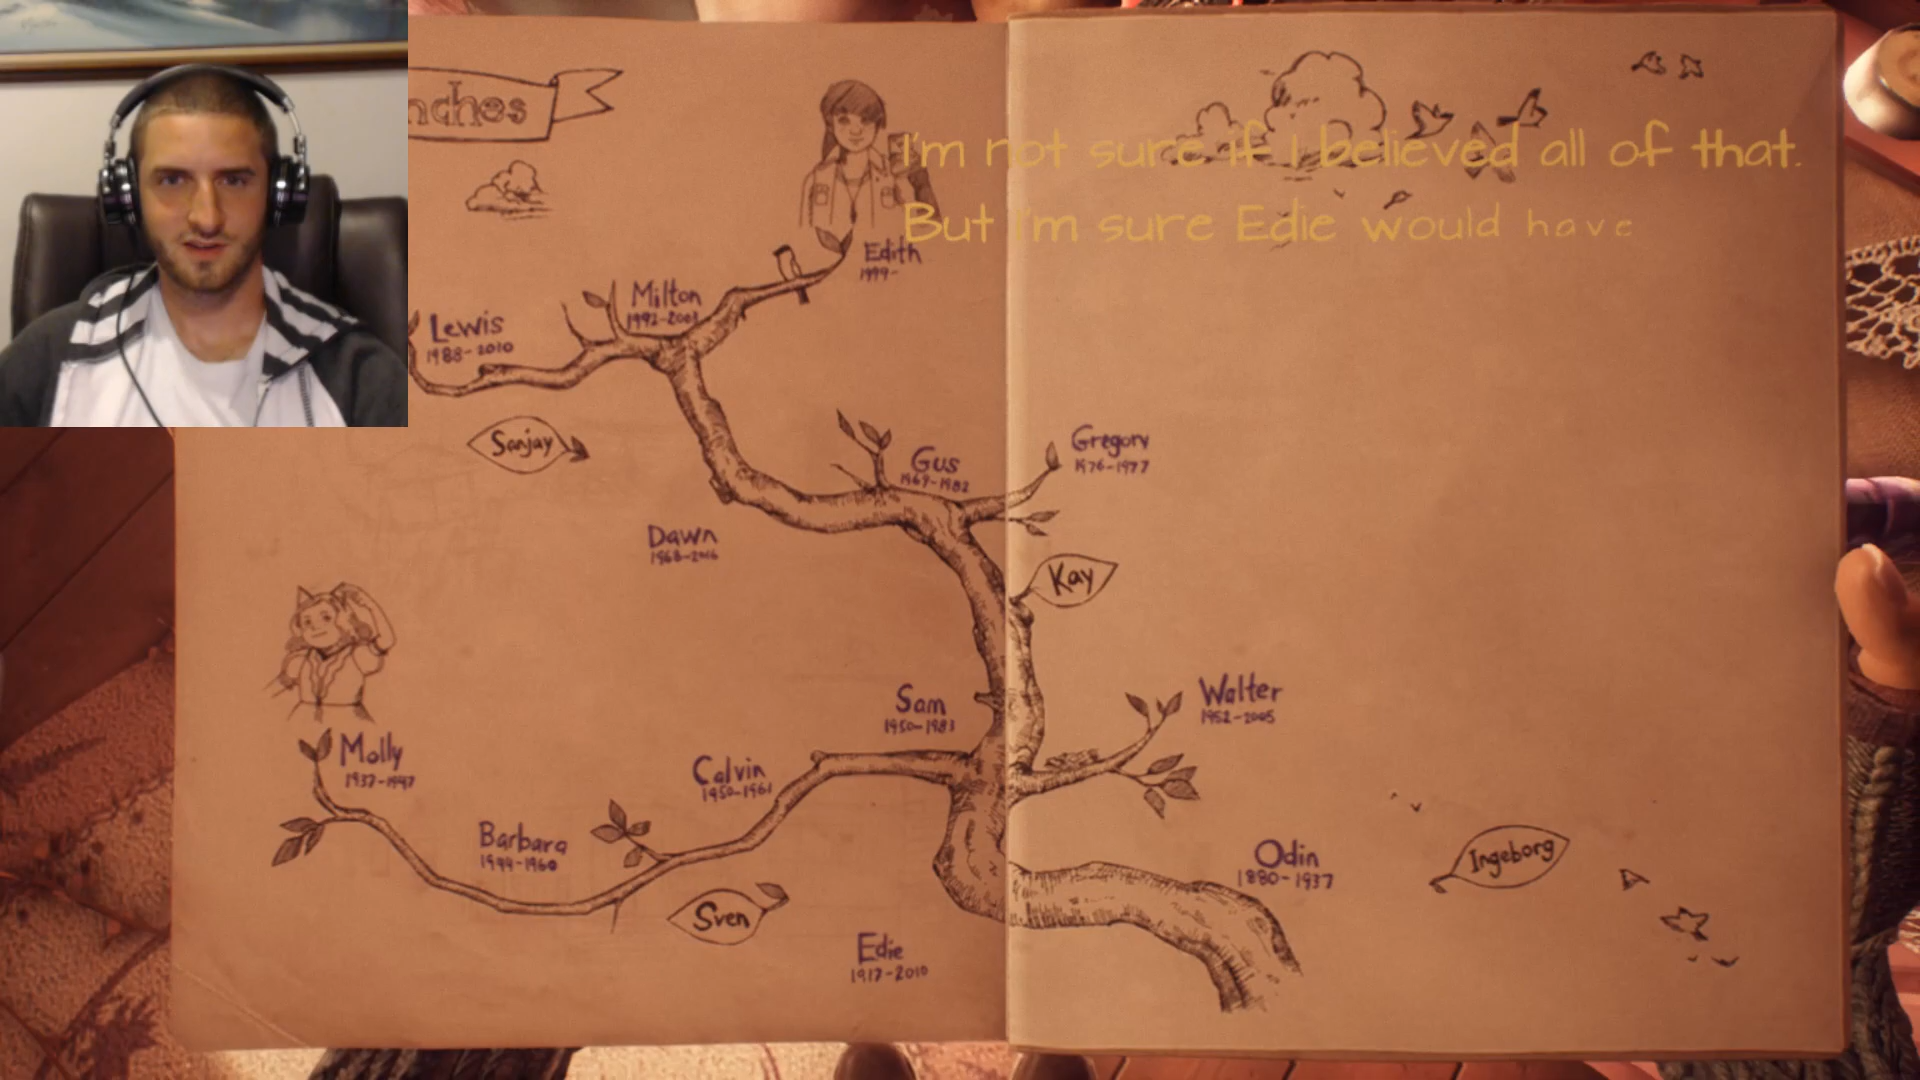 nches
I'm not sure if I believed all of that.
But I'm sure Edie would have
Edith
1999-
Milton
1992-2003
Lewis
1988-2010
Sanjay
Gus
1969-1982
Gregory
1976-1977
Dawn
1968-2016
Kay
Sam
1950-1983
Walter
1952-2005
Molly
1937-1947
Calvin
1950-1961
Barbara
1944-1960
Odin
1880-1937
Ingeborg
Sven
Edie
1917-2010